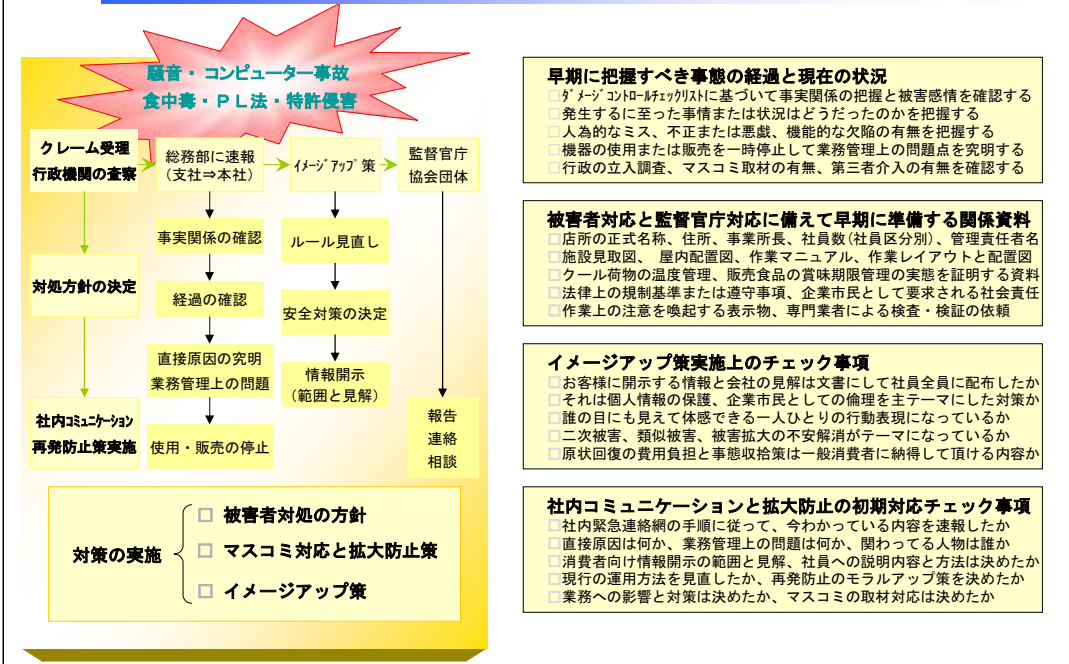 騒音・コンピューター事故
食中毒・ＰＬ法・特許侵害
クレーム受理
行政機関の査察
総務部に速報
(支社⇒本社)
ｲﾒｰｼﾞｱｯﾌﾟ策
監督官庁
協会団体
事実関係の確認
ルール見直し
対処方針の決定
経過の確認
安全対策の決定
直接原因の究明
業務管理上の問題
情報開示
(範囲と見解)
社内ｺﾐｭﾆｹｰｼｮﾝ
再発防止策実施
使用・販売の停止
報告
連絡
相談
対策の実施
□ 被害者対処の方針
□ マスコミ対応と拡大防止策
□ イメージアップ策
早期に把握すべき事態の経過と現在の状況
□ﾀﾞﾒｰｼﾞｺﾝﾄﾛｰﾙﾁｪｯｸﾘｽﾄに基づいて事実関係の把握と被害感情を確認する
□発生するに至った事情または状況はどうだったのかを把握する
□人為的なミス、不正または悪戯、機能的な欠陥の有無を把握する
□機器の使用または販売を一時停止して業務管理上の問題点を究明する
□行政の立入調査、マスコミ取材の有無、第三者介入の有無を確認する
被害者対応と監督官庁対応に備えて早期に準備する関係資料
□店所の正式名称、住所、事業所長、社員数(社員区分別)、管理責任者名
□施設見取図、 屋内配置図、作業マニュアル、作業レイアウトと配置図
□クール荷物の温度管理、販売食品の賞味期限管理の実態を証明する資料
□法律上の規制基準または遵守事項、企業市民として要求される社会責任
□作業上の注意を喚起する表示物、専門業者による検査・検証の依頼
イメージアップ策実施上のチェック事項
□お客様に開示する情報と会社の見解は文書にして社員全員に配布したか
□それは個人情報の保護、企業市民としての倫理を主テーマにした対策か
□誰の目にも見えて体感できる一人ひとりの行動表現になっているか
□二次被害、類似被害、被害拡大の不安解消がテーマになっているか
□原状回復の費用負担と事態収拾策は一般消費者に納得して頂ける内容か
社内コミュニケーションと拡大防止の初期対応チェック事項
□社内緊急連絡網の手順に従って、今わかっている内容を速報したか
□直接原因は何か、業務管理上の問題は何か、関わってる人物は誰か
□消費者向け情報開示の範囲と見解、社員への説明内容と方法は決めたか
□現行の運用方法を見直したか、再発防止のモラルアップ策を決めたか
□業務への影響と対策は決めたか、マスコミの取材対応は決めたか